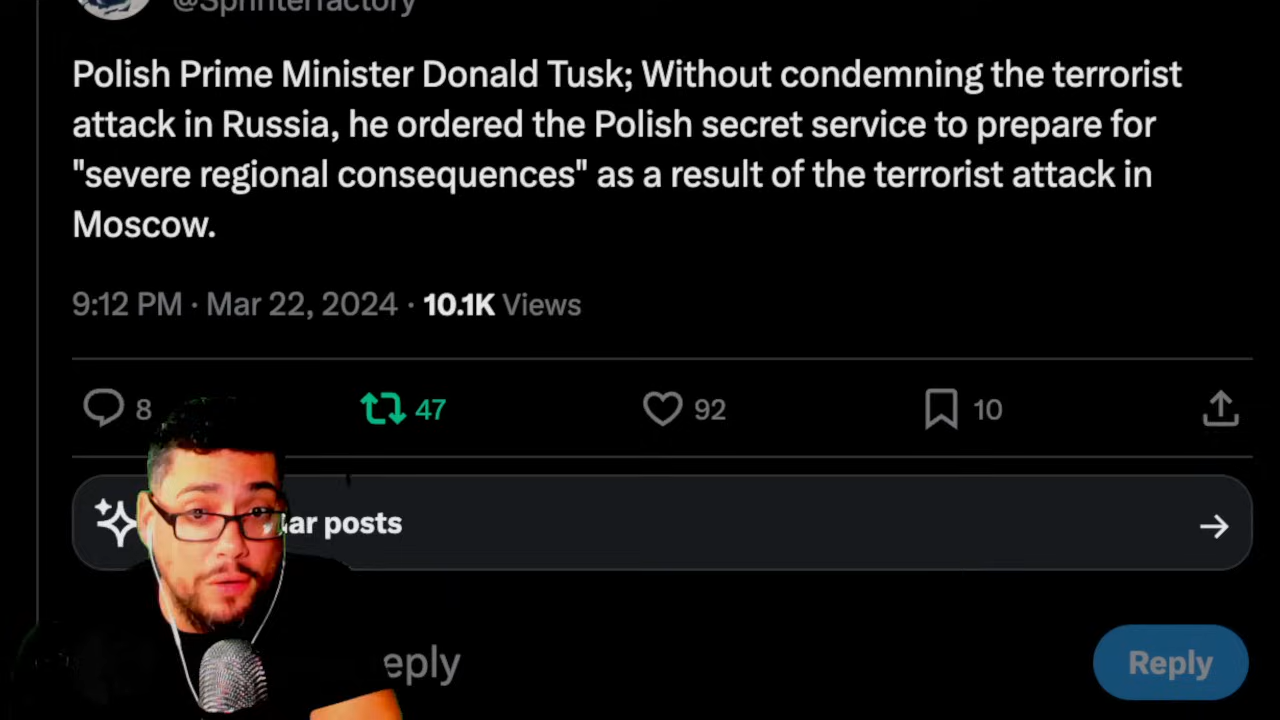 @Sprinterfactory
Polish Prime Minister Donald Tusk; Without condemning the terrorist
attack in Russia, he ordered the Polish secret service to prepare for
"severe regional consequences" as a result of the terrorist attack in
Moscow.
9:12 PM · Mar 22, 2024 · 10.1K Views
8 47 92 10
ar posts
eply
Reply